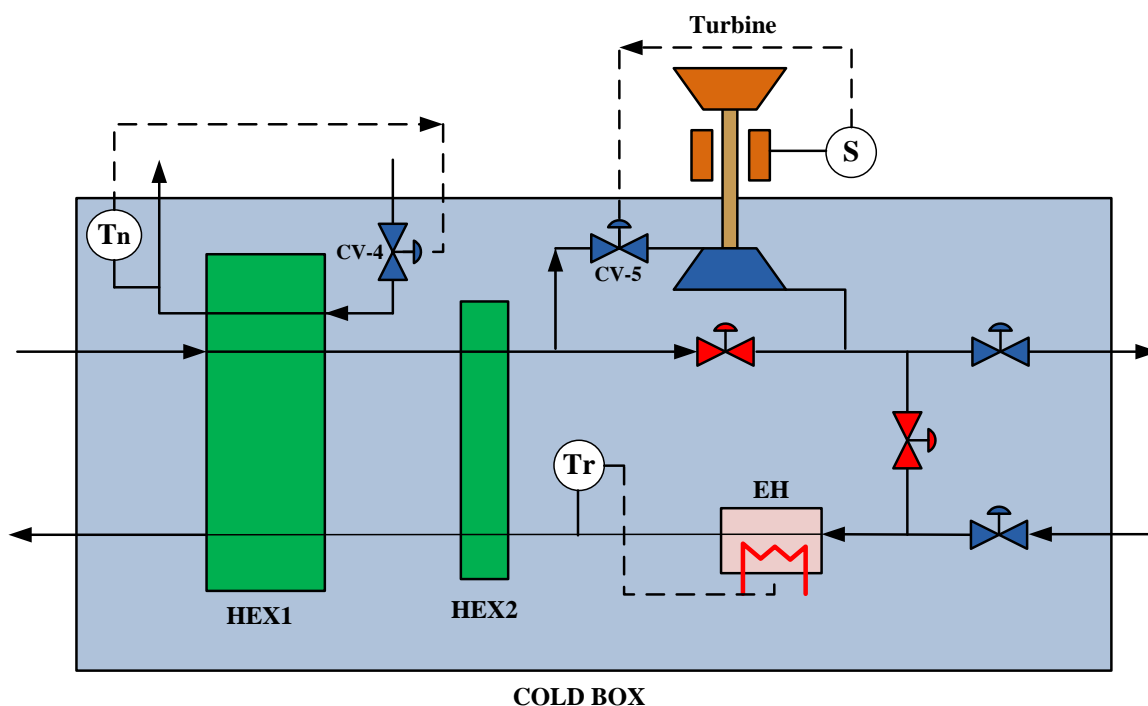 Turbine
S
Tn
CV-4
CV-5
Tr
EH
HEX1
HEX2
COLD BOX